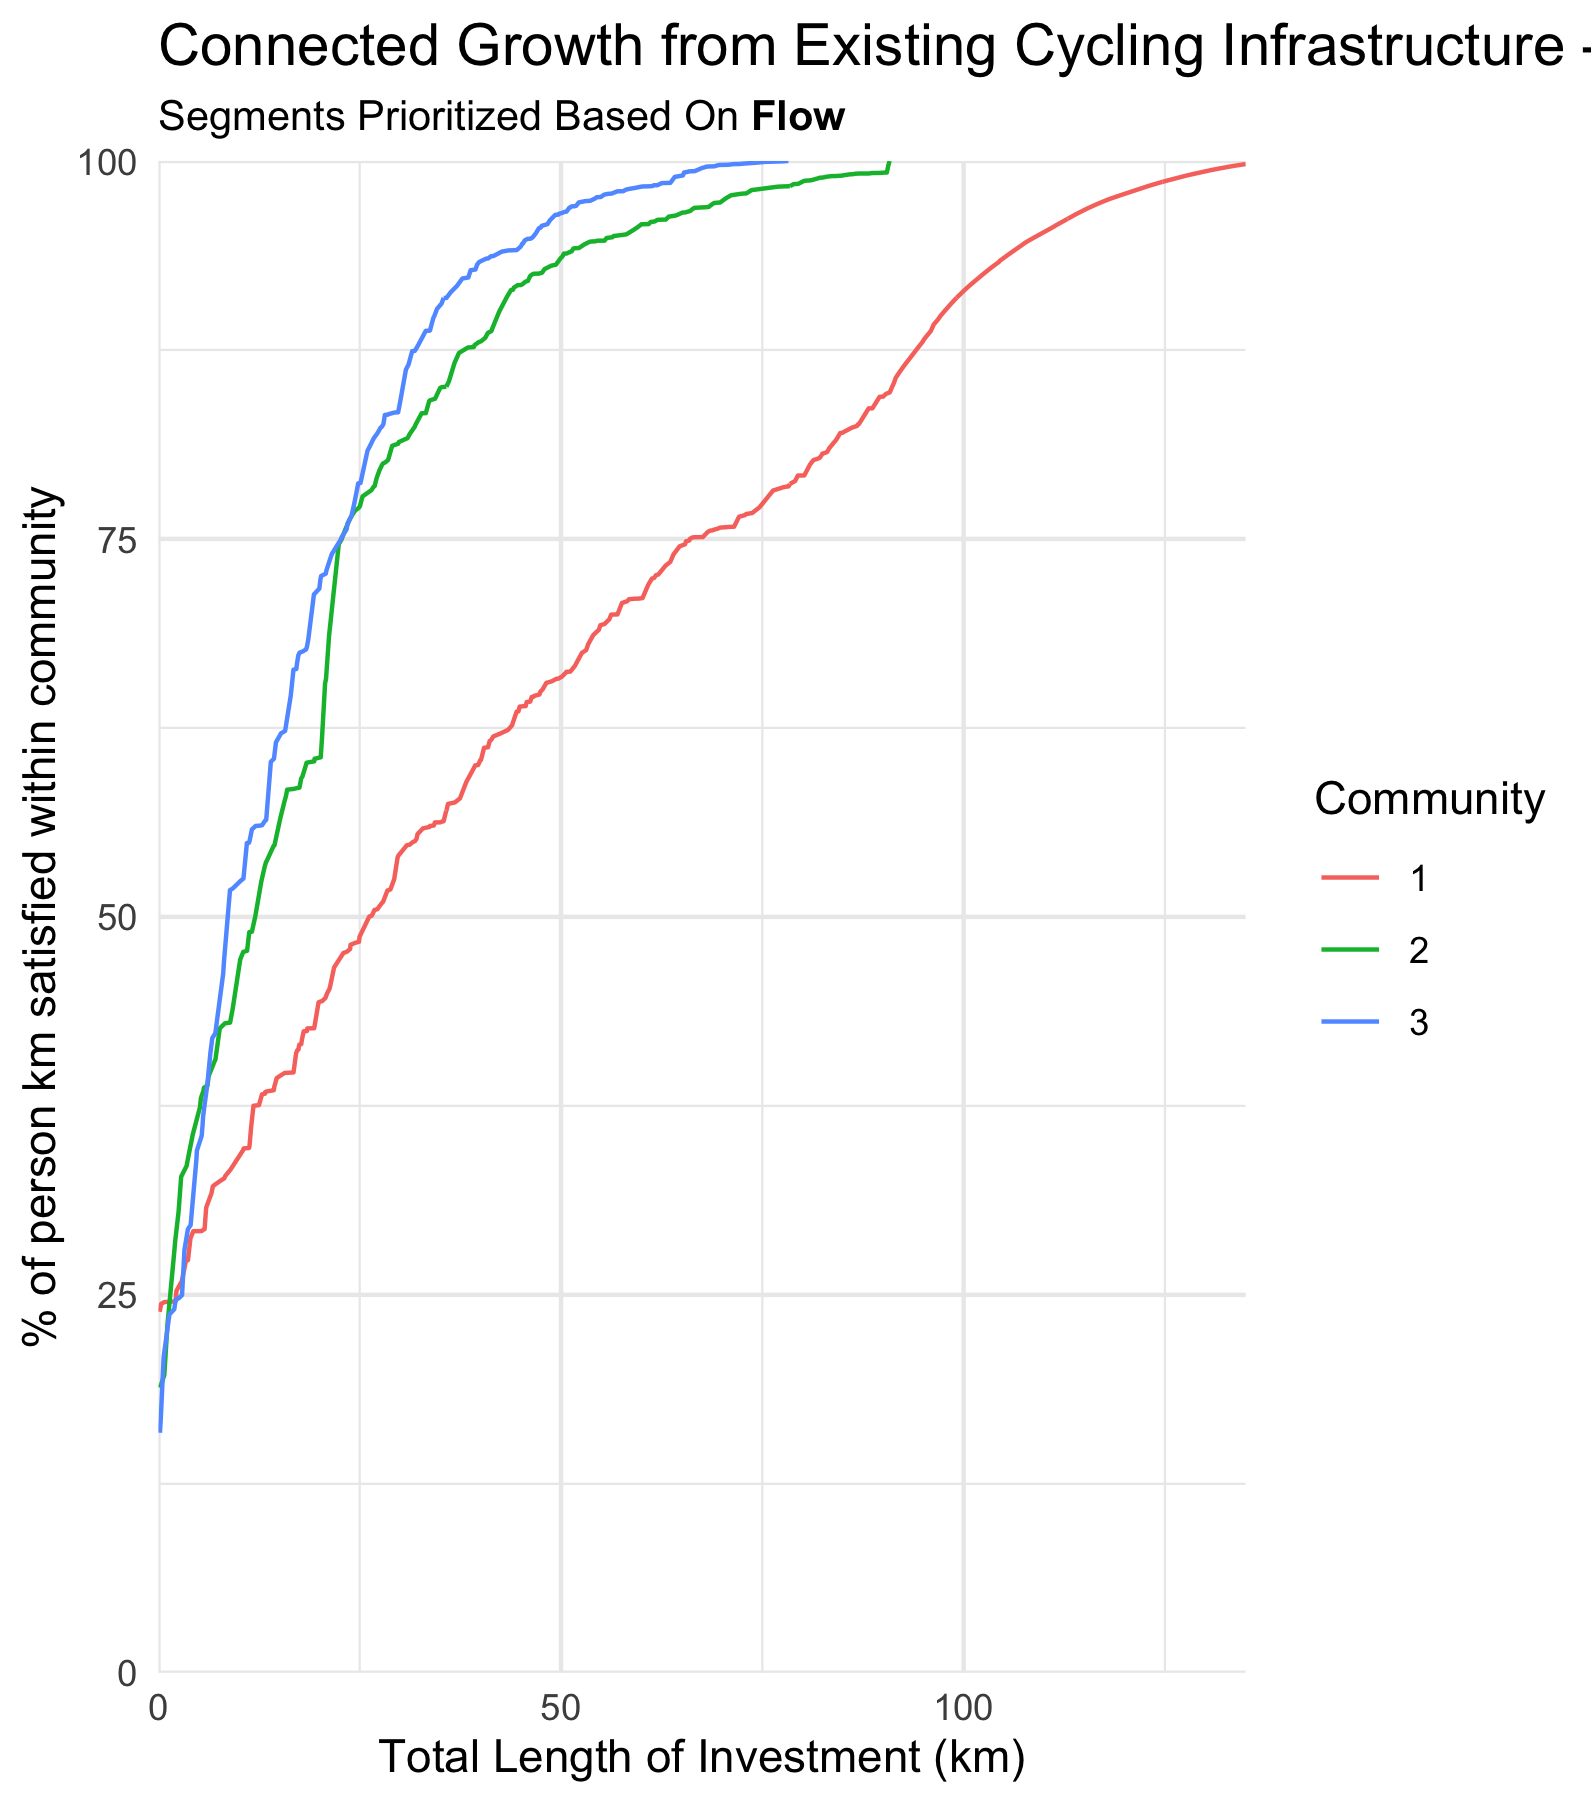 Connected Growth from Existing Cycling Infrastructure -
Segments Prioritized Based On Flow
100
75
50
25
0
% of person km satisfied within community
0 50 100
Total Length of Investment (km)
Community
1
2
3